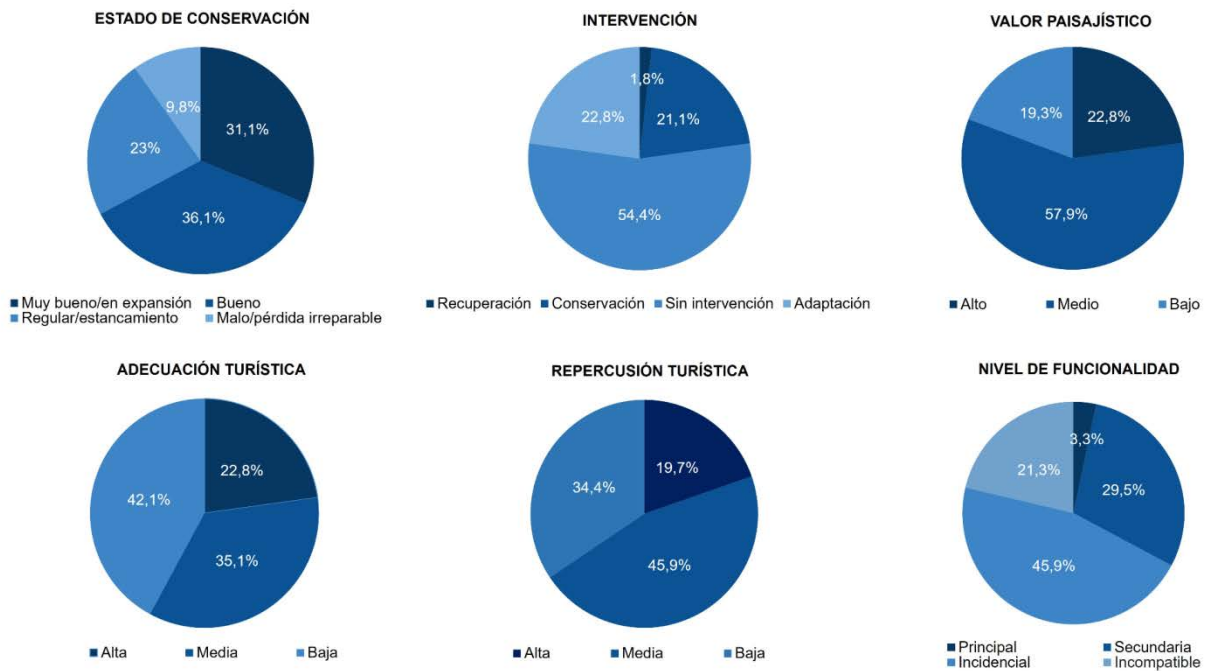 ESTADO DE CONSERVACIÓN
9,8%
31,1%
23%
36,1%
Muy bueno/en expansión Bueno
Regular/estancamiento Malo/pérdida irreparable
INTERVENCIÓN
1,8%
22,8%
21,1%
54,4%
Recuperación Conservación Sin intervención Adaptación
VALOR PAISAJÍSTICO
19,3%
22,8%
57,9%
Alto Medio Bajo
ADECUACIÓN TURÍSTICA
22,8%
42,1%
35,1%
Alta Media Baja
REPERCUSIÓN TURÍSTICA
19,7%
34,4%
45,9%
Alta Media Baja
NIVEL DE FUNCIONALIDAD
3,3%
21,3%
29,5%
45,9%
Principal Secundaria
Incidencial Incompatible